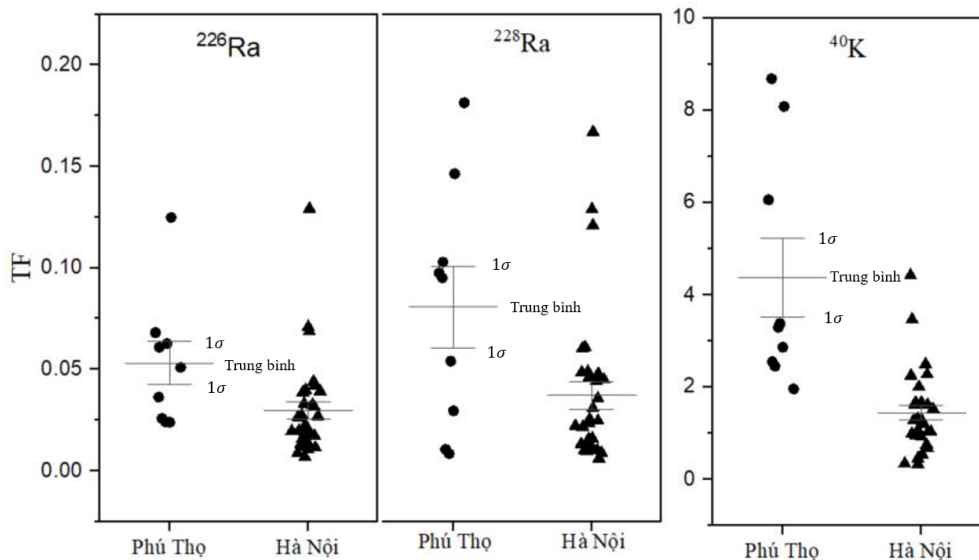 ²²⁶Ra
²²⁸Ra
⁴⁰K
TF
0.20
0.15
0.10
0.05
0.00
10
8
6
4
2
0
1σ
Trung bình
1σ
1σ
Trung bình
1σ
1σ
Trung bình
1σ
Phú Thọ
Hà Nội
Phú Thọ
Hà Nội
Phú Thọ
Hà Nội